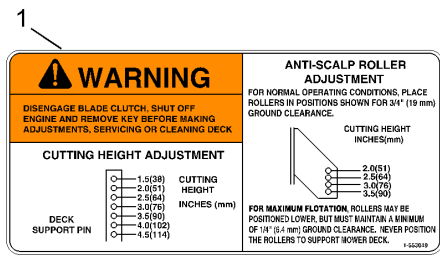 1
WARNING
DISENGAGE BLADE CLUTCH, SHUT OFF
ENGINE AND REMOVE KEY BEFORE MAKING
ADJUSTMENTS, SERVICING OR CLEANING DECK
CUTTING HEIGHT ADJUSTMENT
1.5(38)
2.0(51)
2.5(64)
3.0(76)
3.5(90)
4.0(102)
4.5(114)
CUTTING
HEIGHT
INCHES (mm)
DECK
SUPPORT PIN
ANTI-SCALP ROLLER
ADJUSTMENT
FOR NORMAL OPERATING CONDITIONS, PLACE
ROLLERS IN POSITIONS SHOWN FOR 3/4" (19 mm)
GROUND CLEARANCE.
CUTTING HEIGHT
INCHES(mm)
2.0(51)
2.5(64)
3.0(76)
3.5(90)
FOR MAXIMUM FLOTATION, ROLLERS MAY BE
POSITIONED LOWER, BUT MUST MAINTAIN A MINIMUM
OF 1/4" (6.4 mm) GROUND CLEARANCE. NEVER POSITION
THE ROLLERS TO SUPPORT MOWER DECK.